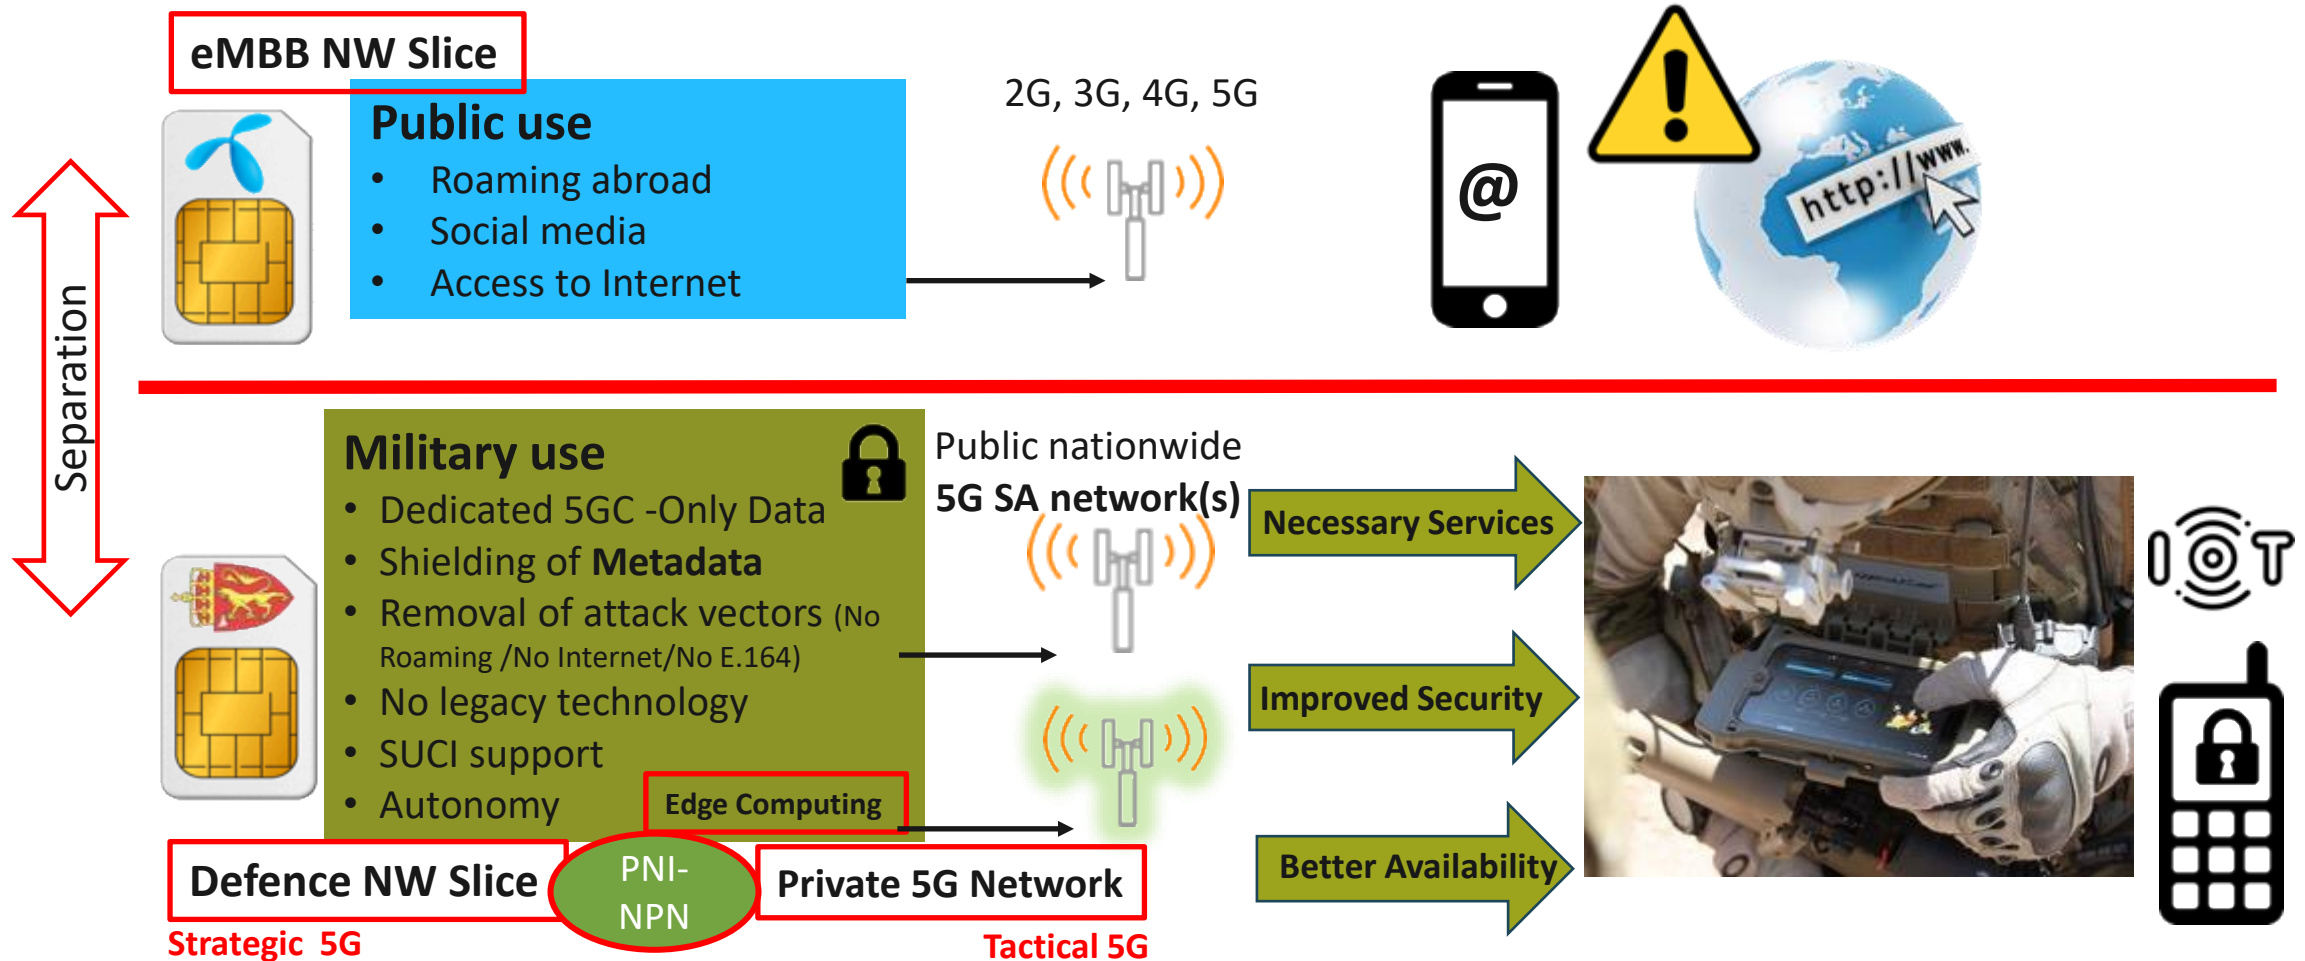 eMBB NW Slice
Public use
• Roaming abroad
• Social media
• Access to Internet
2G, 3G, 4G, 5G
@
http://www.
Separation
Military use
• Dedicated 5GC -Only Data
• Shielding of Metadata
• Removal of attack vectors (No
Roaming /No Internet/No E.164)
• No legacy technology
• SUCI support
• Autonomy
Edge Computing
Public nationwide
5G SA network(s)
Necessary Services
Improved Security
Better Availability
IOT
Defence NW Slice
PNI-
NPN
Private 5G Network
Strategic 5G
Tactical 5G